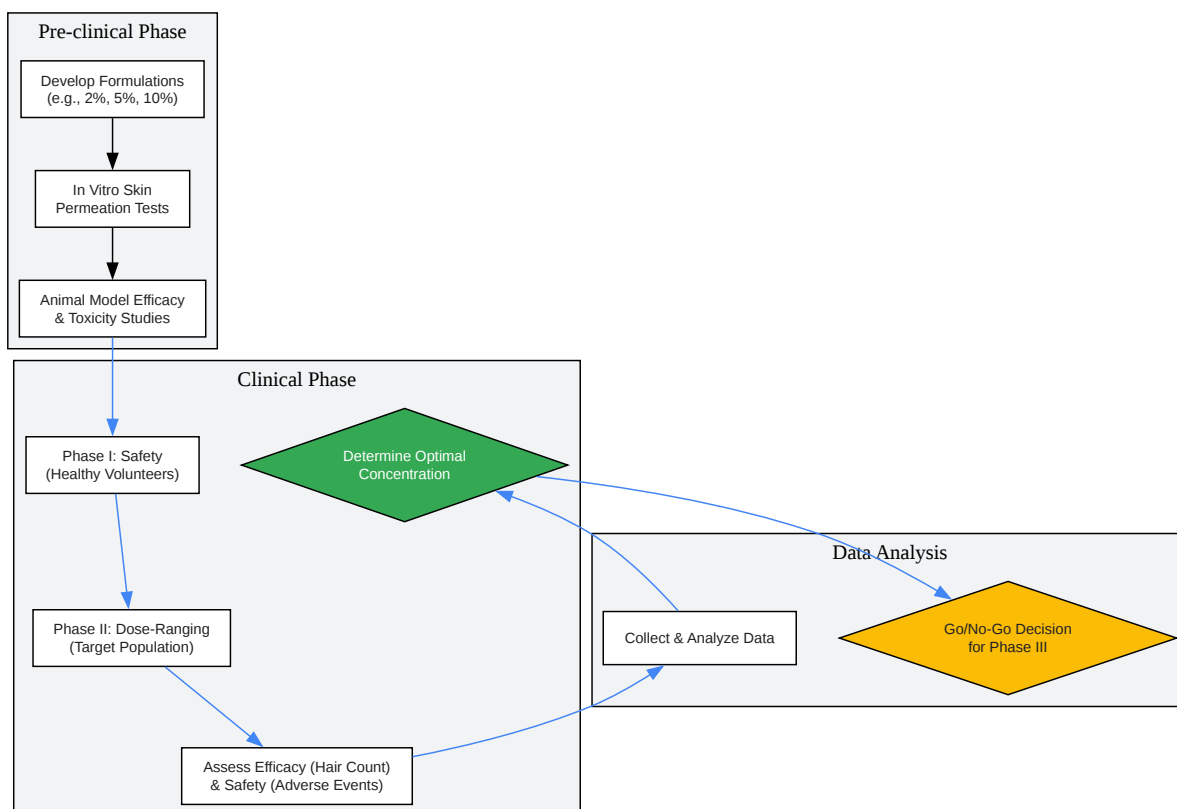 Pre-clinical Phase
Develop Formulations
(e.g., 2%, 5%, 10%)
In Vitro Skin
Permeation Tests
Animal Model Efficacy
& Toxicity Studies
Clinical Phase
Phase I: Safety
(Healthy Volunteers)
Determine Optimal
Concentration
Phase II: Dose-Ranging
(Target Population)
Assess Efficacy (Hair Count)
& Safety (Adverse Events)
Data Analysis
Collect & Analyze Data
Go/No-Go Decision
for Phase III